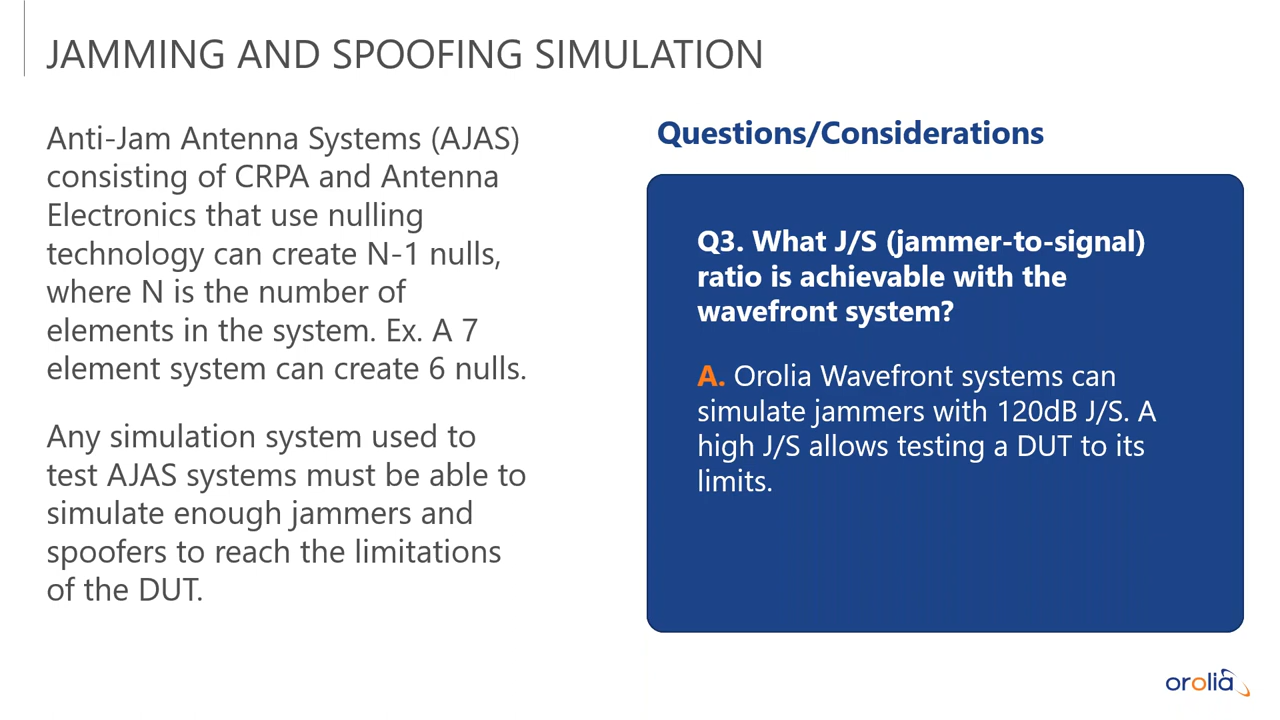 JAMMING AND SPOOFING SIMULATION
Anti-Jam Antenna Systems (AJAS)
consisting of CRPA and Antenna
Electronics that use nulling
technology can create N-1 nulls,
where N is the number of
elements in the system. Ex. A 7
element system can create 6 nulls.
Any simulation system used to
test AJAS systems must be able to
simulate enough jammers and
spoofers to reach the limitations
of the DUT.
Questions/Considerations
Q3. What J/S (jammer-to-signal)
ratio is achievable with the
wavefront system?
A. Orolia Wavefront systems can
simulate jammers with 120dB J/S. A
high J/S allows testing a DUT to its
limits.
orolia